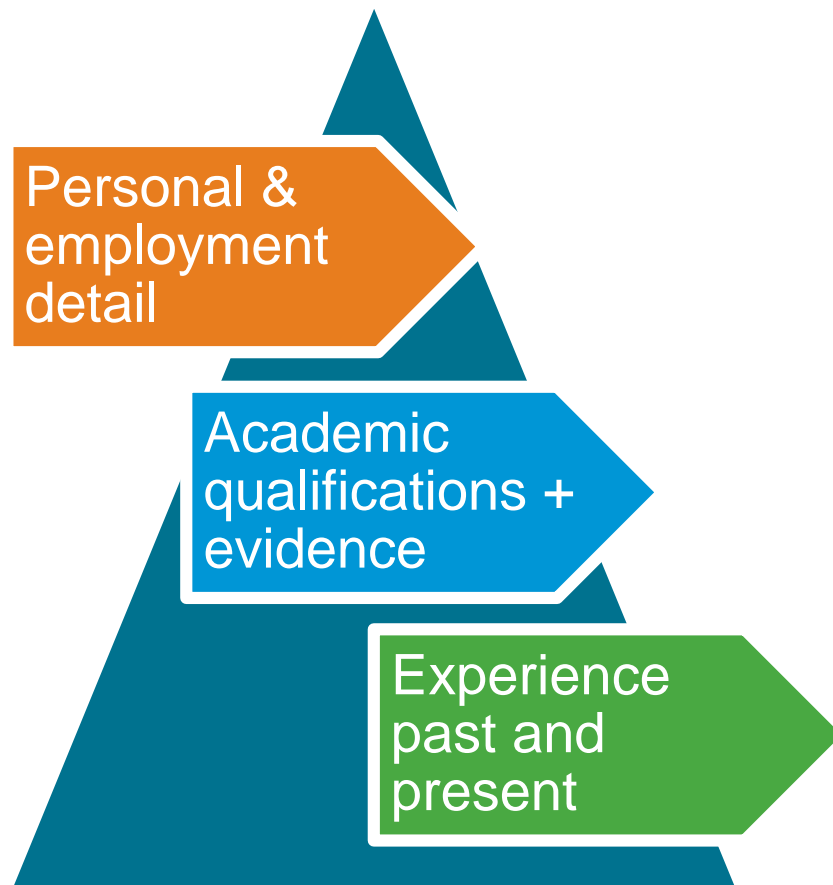 Personal &
employment
detail
Academic
qualifications +
evidence
Experience
past and
present